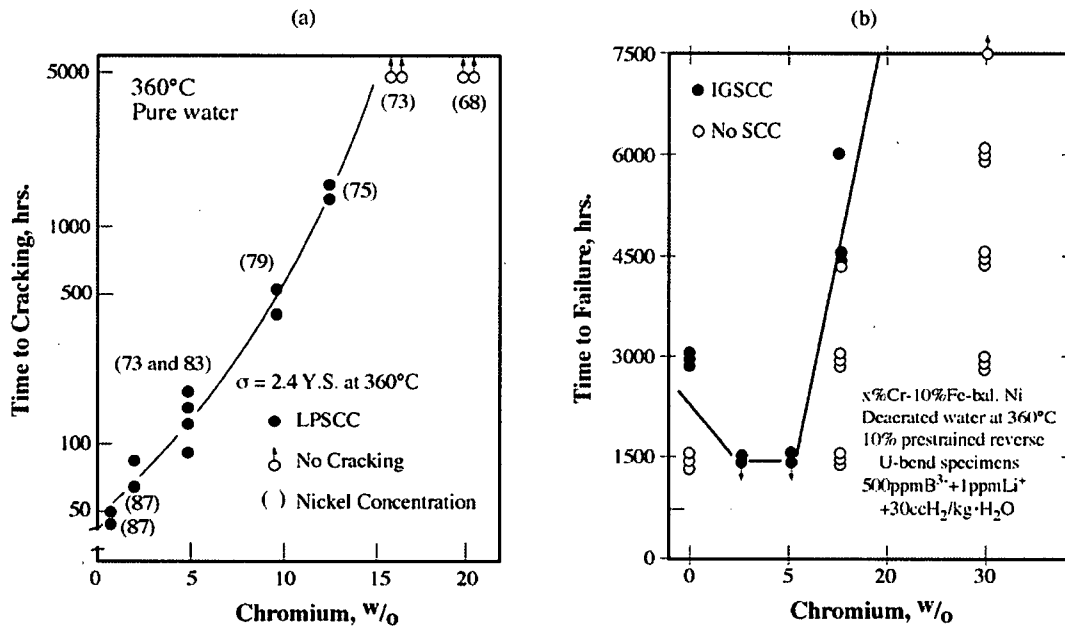 (a)
5000
1000
500
100
50
0
5
10
15
20
Time to Cracking, hrs.
Chromium, w/o
360°C
Pure water
(73)
(68)
(75)
(79)
(73 and 83)
(87)
(87)
σ = 2.4 Y.S. at 360°C
LPSCC
No Cracking
( ) Nickel Concentration
(b)
7500
6000
4500
3000
1500
0
0
5
20
30
Time to Failure, hrs.
Chromium, w/o
IGSCC
No SCC
x%Cr-10%Fe-bal. Ni
Deaerated water at 360°C
10% prestrained reverse
U-bend specimens
500ppmB³⁻+1ppmLi⁺
+30ccH₂/kg·H₂O